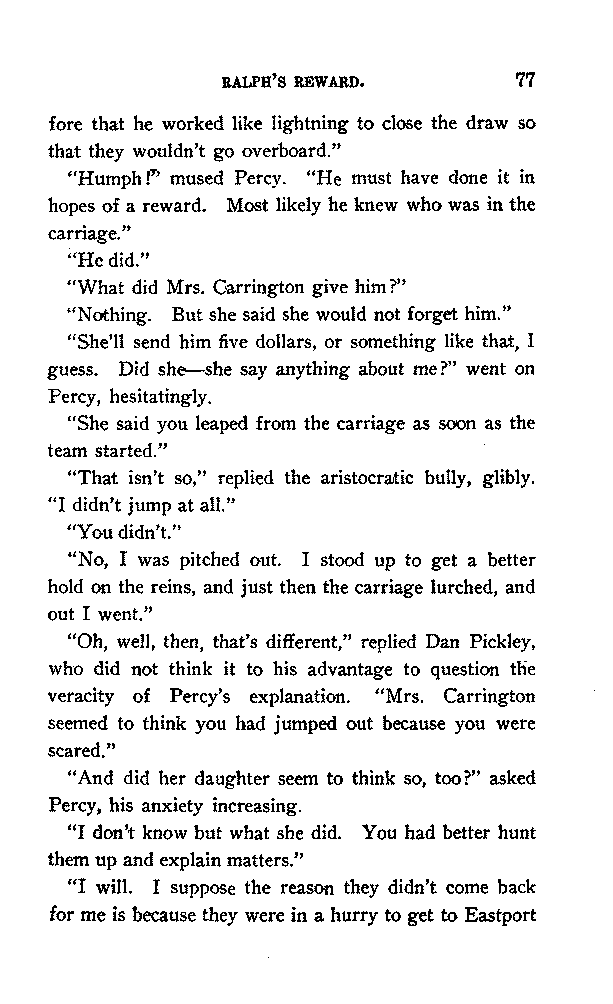 RALPH'S REWARD. 77
fore that he worked like lightning to close the draw so
that they wouldn't go overboard."
"Humph!" mused Percy. "He must have done it in
hopes of a reward. Most likely he knew who was in the
carriage."
"He did."
"What did Mrs. Carrington give him?"
"Nothing. But she said she would not forget him."
"She'll send him five dollars, or something like that, I
guess. Did she—she say anything about me?" went on
Percy, hesitatingly.
"She said you leaped from the carriage as soon as the
team started."
"That isn't so," replied the aristocratic bully, glibly.
"I didn't jump at all."
"You didn't."
"No, I was pitched out. I stood up to get a better
hold on the reins, and just then the carriage lurched, and
out I went."
"Oh, well, then, that's different," replied Dan Pickley,
who did not think it to his advantage to question the
veracity of Percy's explanation. "Mrs. Carrington
seemed to think you had jumped out because you were
scared."
"And did her daughter seem to think so, too?" asked
Percy, his anxiety increasing.
"I don't know but what she did. You had better hunt
them up and explain matters."
"I will. I suppose the reason they didn't come back
for me is because they were in a hurry to get to Eastport